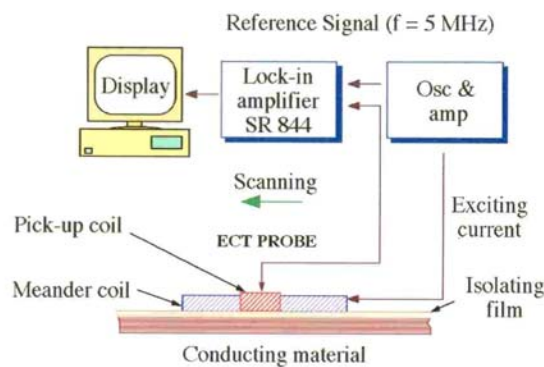 Reference Signal (f = 5 MHz)
Display
Lock-in
amplifier
SR 844
Osc &
amp
Scanning
Exciting
current
Pick-up coil
ECT PROBE
Meander coil
Isolating
film
Conducting material